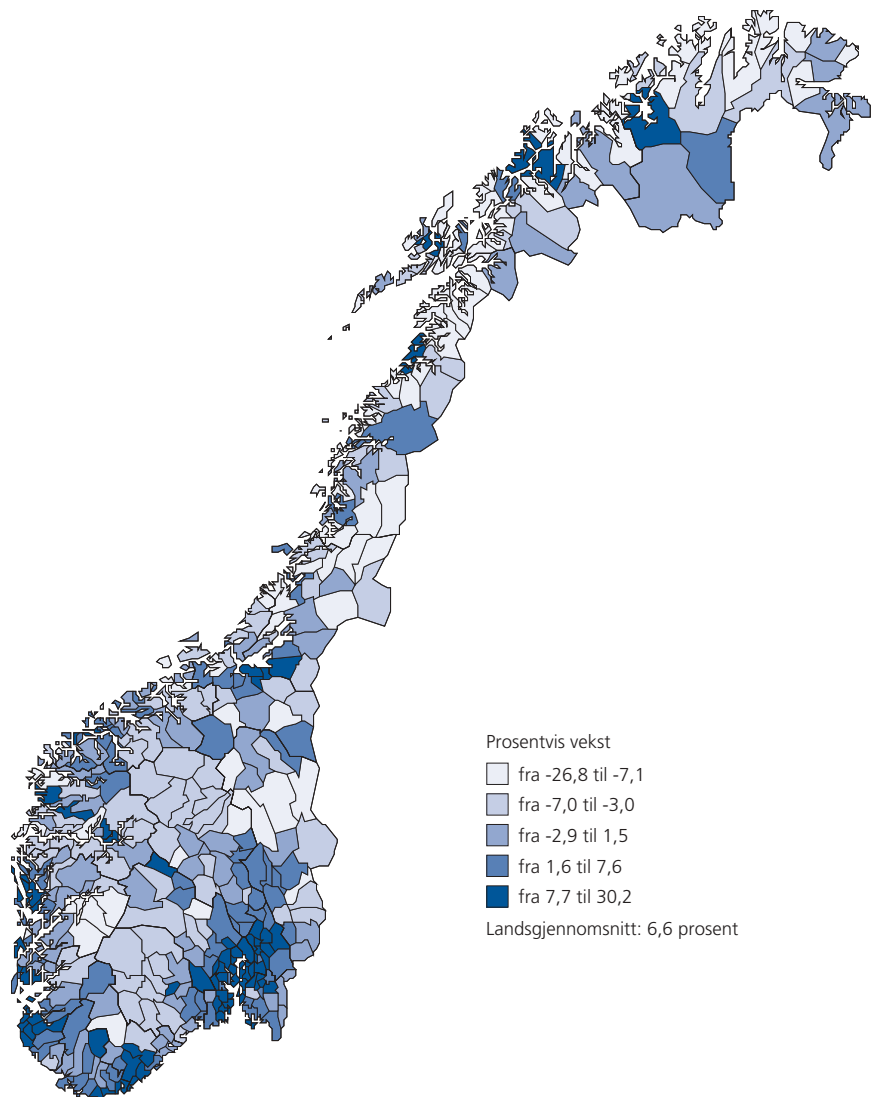 Prosentvis vekst
fra -26,8 til -7,1
fra -7,0 til -3,0
fra -2,9 til 1,5
fra 1,6 til 7,6
fra 7,7 til 30,2
Landsgjennomsnitt: 6,6 prosent